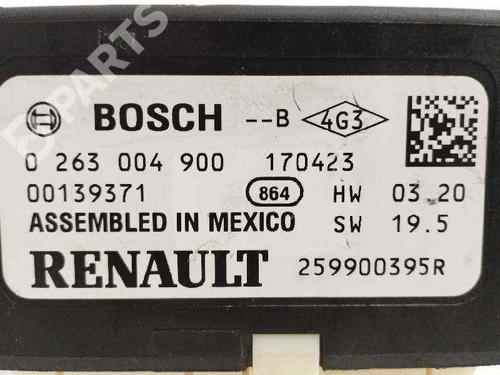 B PARTS
BOSCH --B 4G3
0 263 004 900 170423
00139371 864 HW 03.20
ASSEMBLED IN MEXICO SW 19.5
RENAULT 259900395R